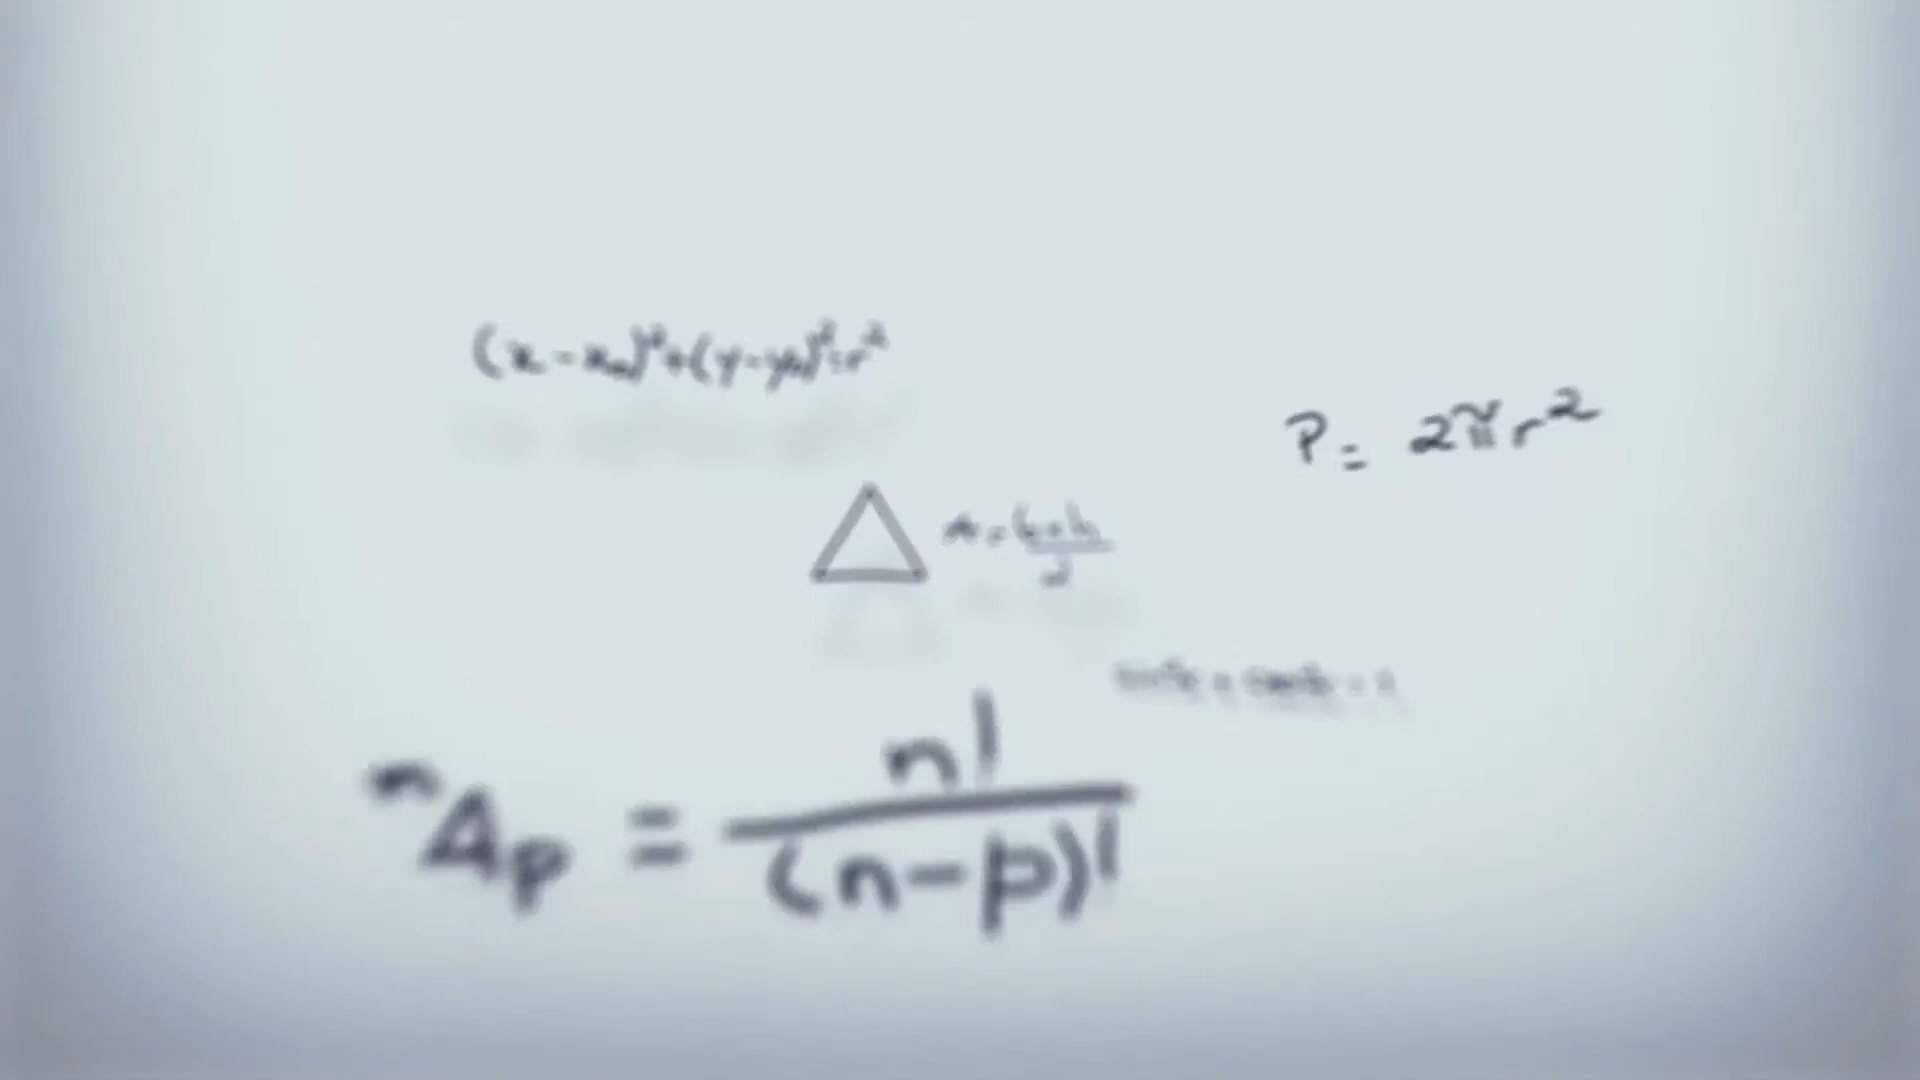 (x-x₀)²+(y-y₀)²=r²
P= 2πr²
A=b*h/2
ⁿAp = n!/(n-p)!